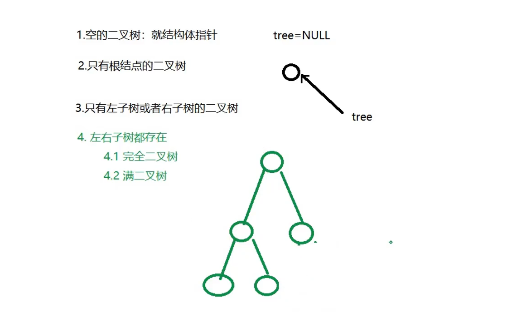 1.空的二叉树：就结构体指针 tree=NULL
2.只有根结点的二叉树
3.只有左子树或者右子树的二叉树
tree
4. 左右子树都存在
4.1 完全二叉树
4.2 满二叉树